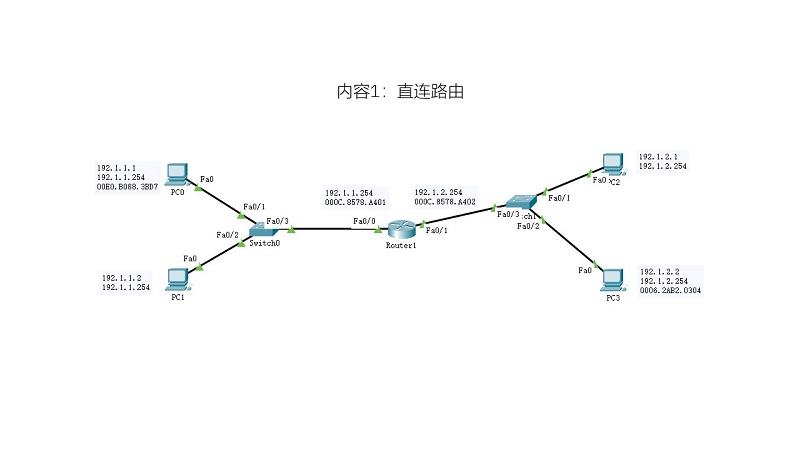 内容1：直连路由
192.1.1.1
192.1.1.254
00E0.B088.3BD7
PC0
Fa0
Fa0/1
Fa0/2
Fa0/3
Switch0
Fa0
PC1
192.1.1.2
192.1.1.254
192.1.1.254
000C.8578.A401
Fa0/0
Router1
192.1.2.254
000C.8578.A402
Fa0/1
Fa0/3
ch1
Fa0/1
Fa0/2
Fa0
C2
192.1.2.1
192.1.2.254
Fa0
PC3
192.1.2.2
192.1.2.254
0006.2AB2.0304